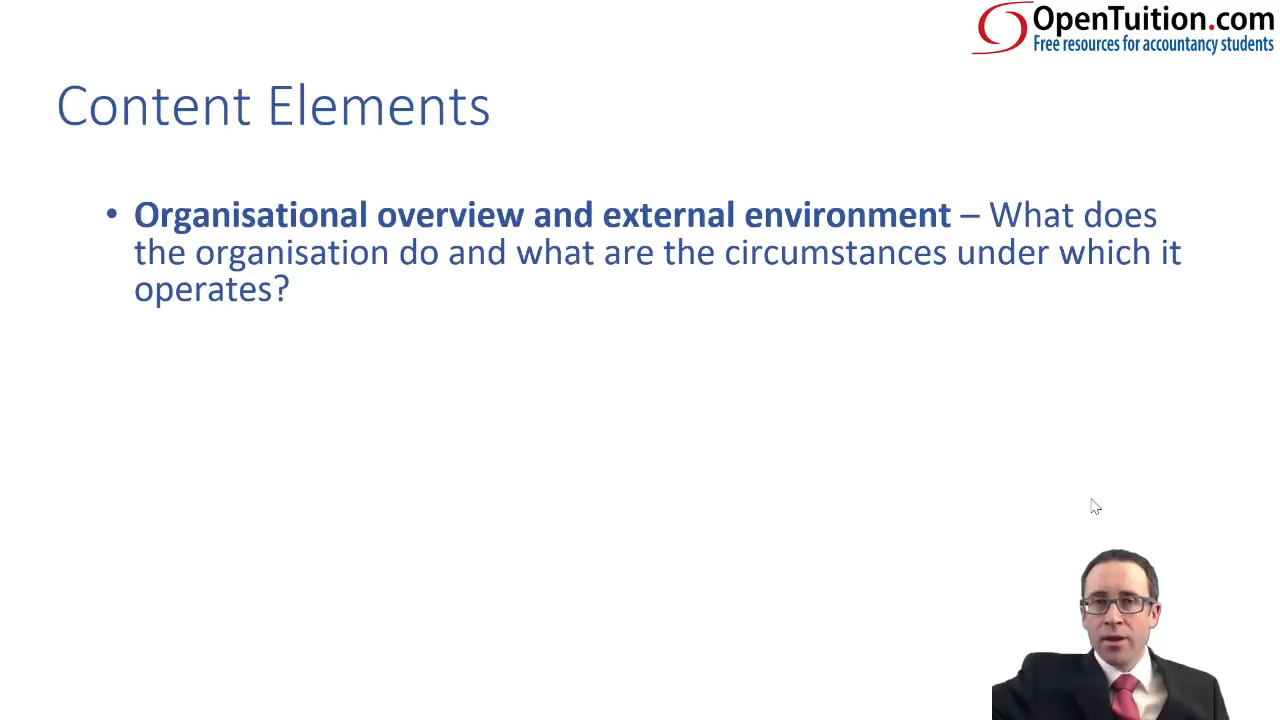 OpenTuition.com
Free resources for accountancy students
Content Elements
• Organisational overview and external environment – What does
the organisation do and what are the circumstances under which it
operates?